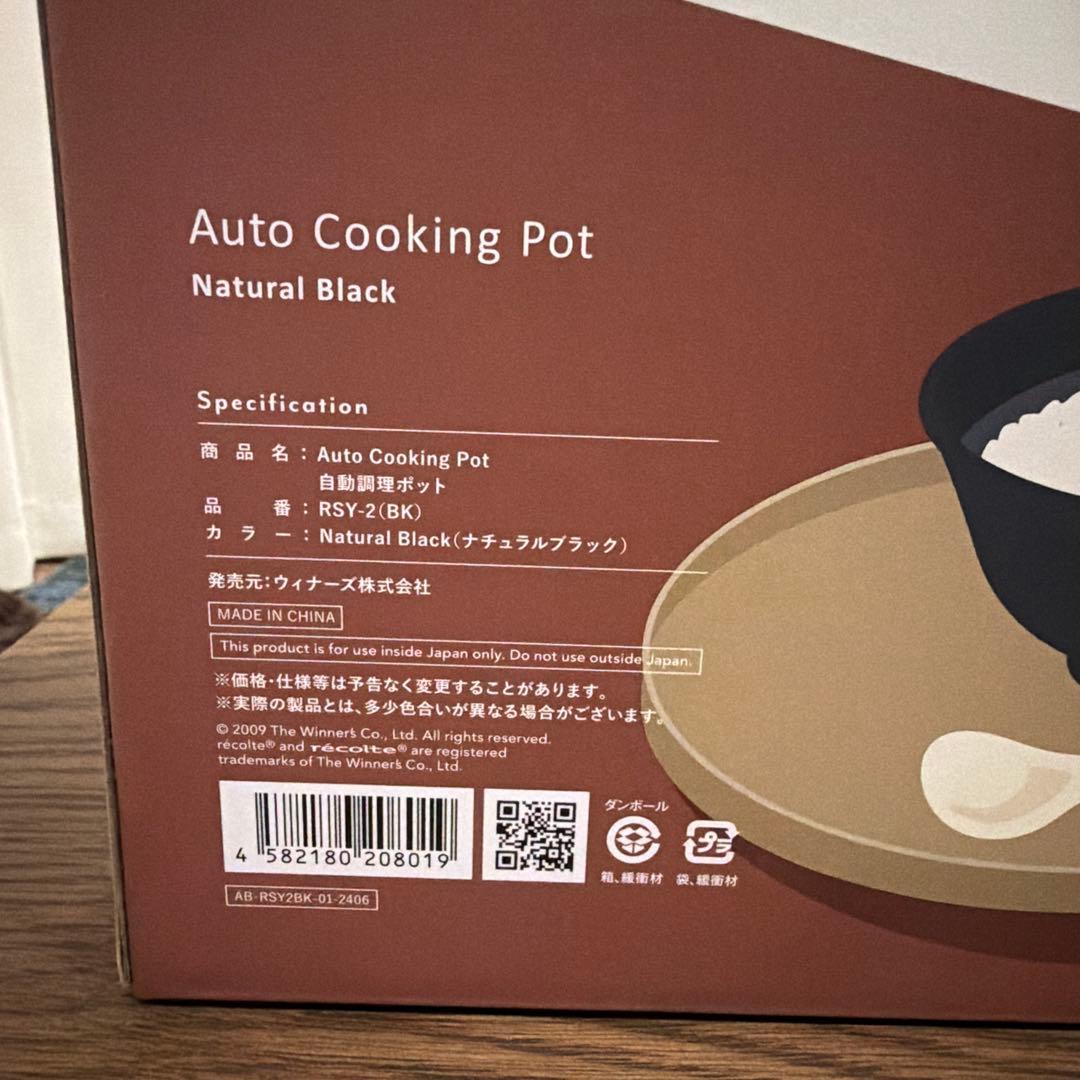 Auto Cooking Pot
Natural Black
Specification
商品名：Auto Cooking Pot
自動調理ポット
品番：RSY-2(BK)
カラー：Natural Black(ナチュラルブラック)
発売元：ウィナーズ株式会社
MADE IN CHINA
This product is for use inside Japan only. Do not use outside Japan.
※価格・仕様等は予告なく変更することがあります。
※実際の製品とは、多少色合いが異なる場合がございます。
© 2009 The Winner's Co., Ltd. All rights reserved.
récolte® and récolte® are registered
trademarks of The Winner's Co., Ltd.
4 582180 208019
ダンボール
プラ
箱、緩衝材 袋、緩衝材
AB-RSY2BK-01-2406